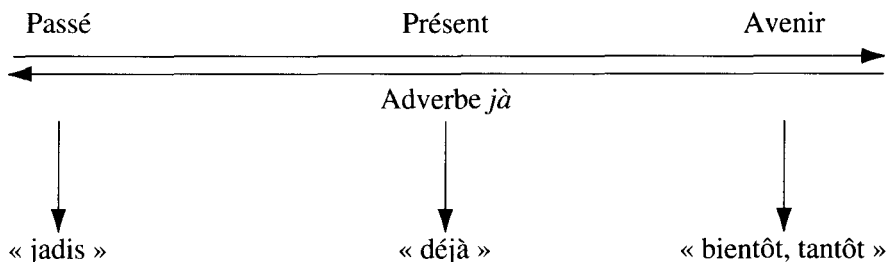 Passé Présent Avenir
Adverbe jà
« jadis » « déjà » « bientôt, tantôt »